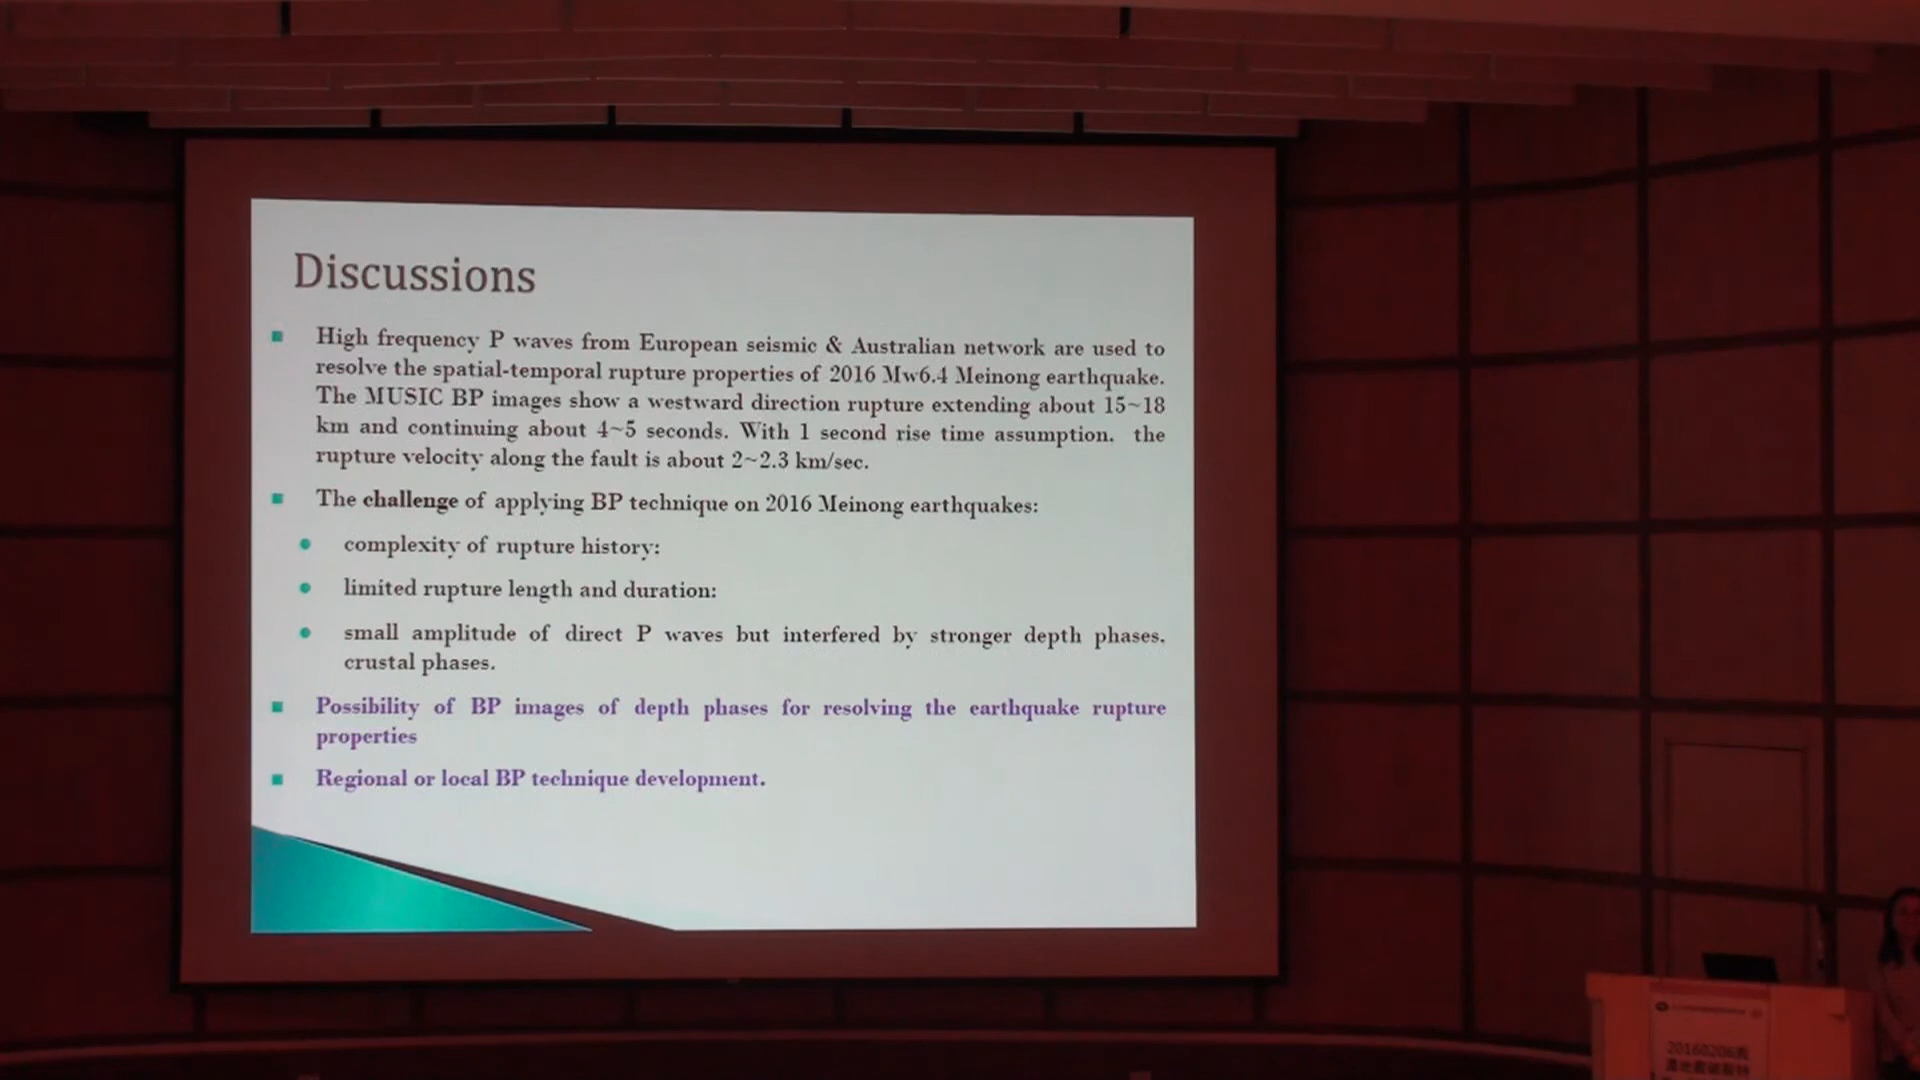 Discussions
High frequency P waves from European seismic & Australian network are used to
resolve the spatial-temporal rupture properties of 2016 Mw6.4 Meinong earthquake.
The MUSIC BP images show a westward direction rupture extending about 15~18
km and continuing about 4~5 seconds. With 1 second rise time assumption. the
rupture velocity along the fault is about 2~2.3 km/sec.
The challenge of applying BP technique on 2016 Meinong earthquakes:
complexity of rupture history:
limited rupture length and duration:
small amplitude of direct P waves but interfered by stronger depth phases.
crustal phases.
Possibility of BP images of depth phases for resolving the earthquake rupture
properties
Regional or local BP technique development.
20160206